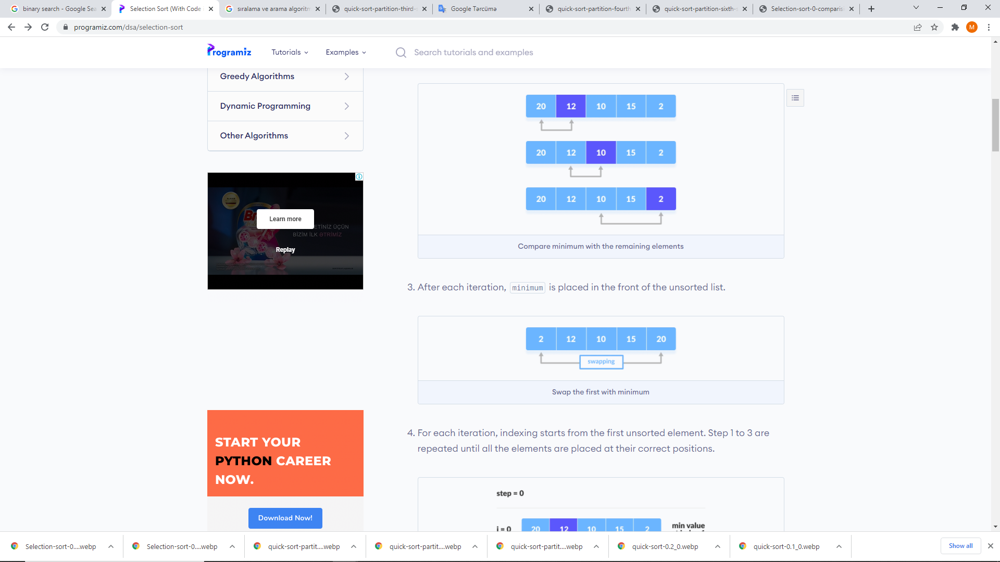 binary search - Google Sea
Selection Sort (With Code i
sıralama ve arama algoritm
quick-sort-partition-third-s
Google Tərcümə
quick-sort-partition-fourth
quick-sort-partition-sixth-s
Selection-sort-0-comparisi
programiz.com/dsa/selection-sort
M
Programiz
Tutorials
Examples
Search tutorials and examples
Greedy Algorithms
Dynamic Programming
Other Algorithms
Learn more
ETİNİZ ÜÇÜN
BİZİM İLK ƏTRİMİZ
Replay
START YOUR
PYTHON CAREER
NOW.
Download Now!
20 12 10 15 2
20 12 10 15 2
20 12 10 15 2
Compare minimum with the remaining elements
3. After each iteration, minimum is placed in the front of the unsorted list.
2 12 10 15 20
swapping
Swap the first with minimum
4. For each iteration, indexing starts from the first unsorted element. Step 1 to 3 are
repeated until all the elements are placed at their correct positions.
step = 0
i = 0 20 12 10 15 2 min value
Selection-sort-0....webp
Selection-sort-0....webp
quick-sort-partit....webp
quick-sort-partit....webp
quick-sort-partit....webp
quick-sort-0.2_0.webp
quick-sort-0.1_0.webp
Show all